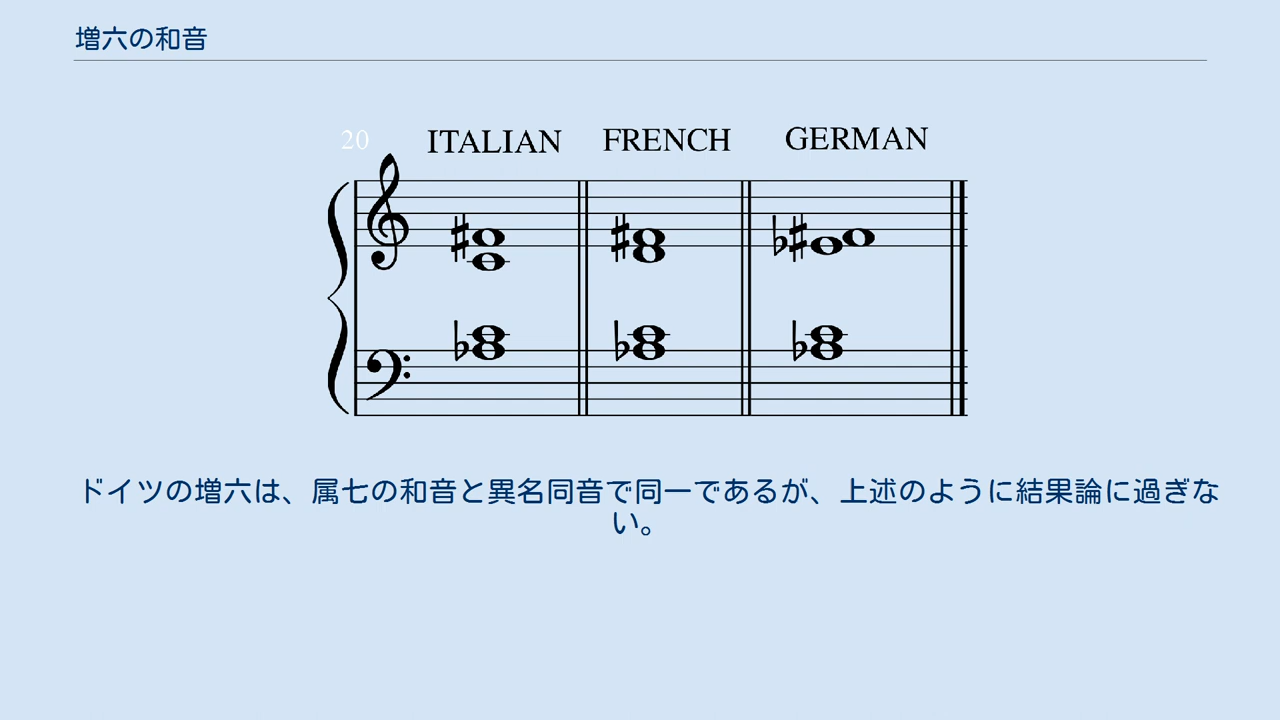 増六の和音
20
ITALIAN FRENCH GERMAN
ドイツの増六は、属七の和音と異名同音で同一であるが、上述のように結果論に過ぎな
い。